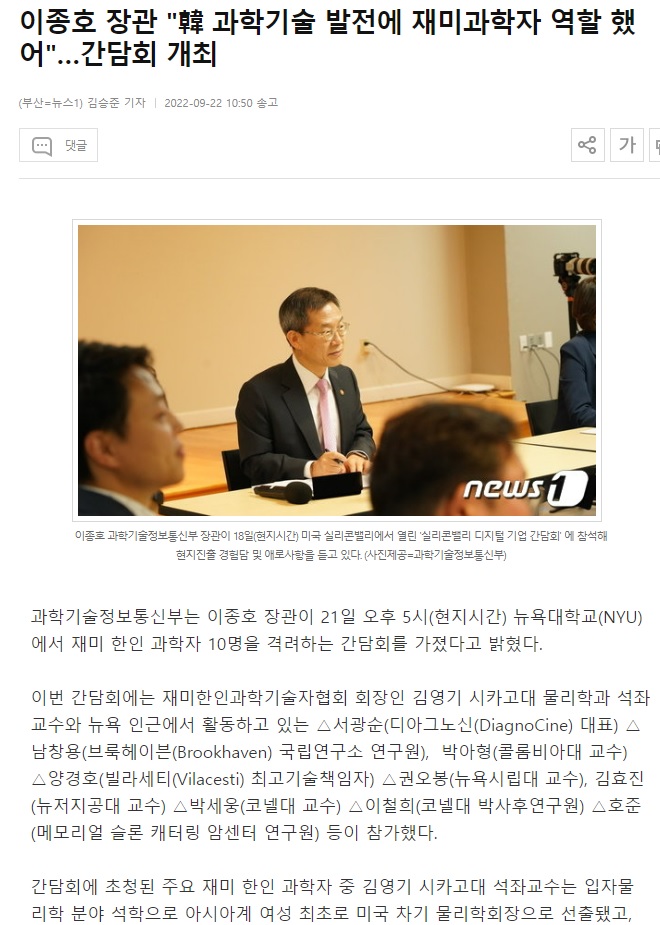 이종호 장관 "韓 과학기술 발전에 재미과학자 역할 했
어"…간담회 개최
(부산=뉴스1) 김승준 기자 | 2022-09-22 10:50 송고
댓글
가
news1
이종호 과학기술정보통신부 장관이 18일(현지시간) 미국 실리콘밸리에서 열린 '실리콘밸리 디지털 기업 간담회' 에 참석해
현지진출 경험담 및 애로사항을 듣고 있다. (사진제공=과학기술정보통신부)
과학기술정보통신부는 이종호 장관이 21일 오후 5시(현지시간) 뉴욕대학교(NYU)
에서 재미 한인 과학자 10명을 격려하는 간담회를 가졌다고 밝혔다.
이번 간담회에는 재미한인과학기술자협회 회장인 김영기 시카고대 물리학과 석좌
교수와 뉴욕 인근에서 활동하고 있는 △서광순(디아그노신(DiagnoCine) 대표) △
남창용(브룩헤이븐(Brookhaven) 국립연구소 연구원), 박아형(콜롬비아대 교수)
△양경호(빌라세티(Vilacesti) 최고기술책임자) △권오봉(뉴욕시립대 교수), 김효진
(뉴저지공대 교수) △박세웅(코넬대 교수) △이철희(코넬대 박사후연구원) △호준
(메모리얼 슬론 캐터링 암센터 연구원) 등이 참가했다.
간담회에 초청된 주요 재미 한인 과학자 중 김영기 시카고대 석좌교수는 입자물
리학 분야 석학으로 아시아계 여성 최초로 미국 차기 물리학회장으로 선출됐고,